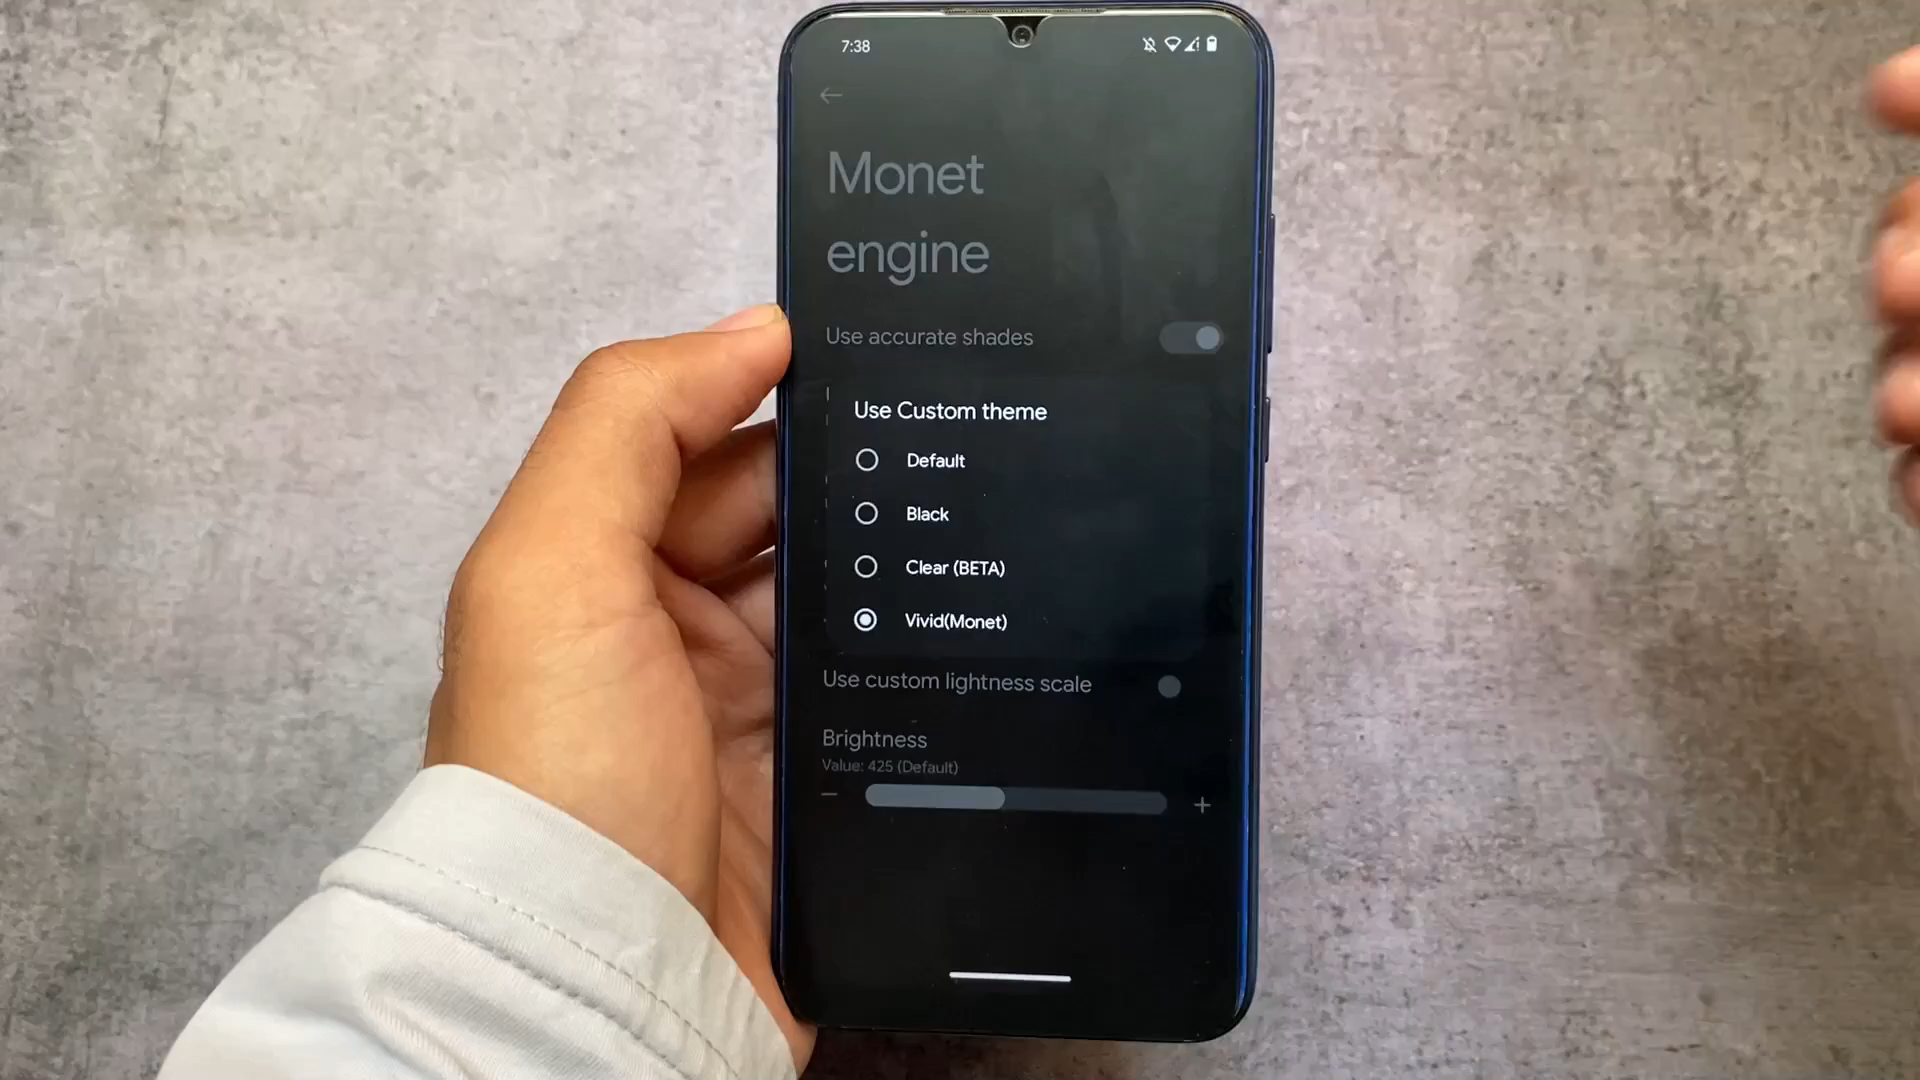 7:38
Monet
engine
Use accurate shades
Use Custom theme
Default
Black
Clear (BETA)
Vivid(Monet)
Use custom lightness scale
Brightness
Value: 425 (Default)